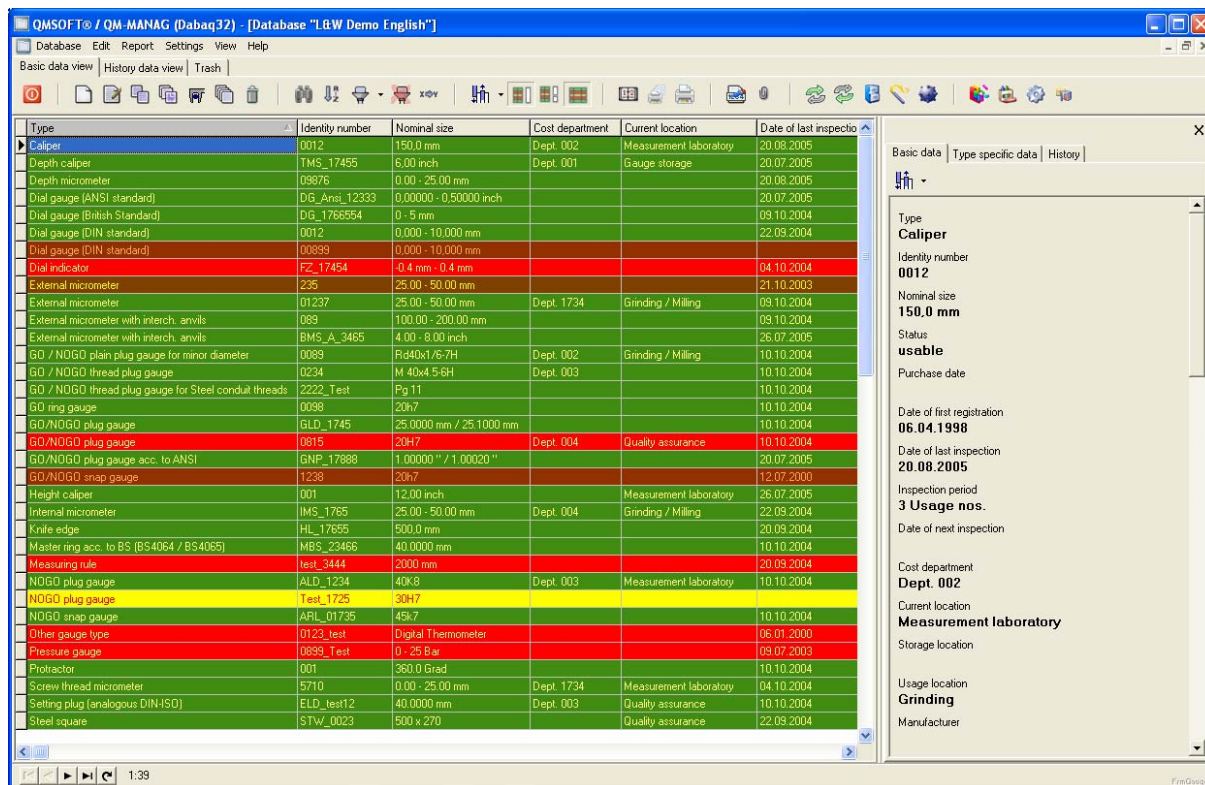 QMSOFT® / QM-MANAG (Dabaq32) - [Database "L&W Demo English"]
Database Edit Report Settings View Help
Basic data view History data view Trash
Type Identity number Nominal size Cost department Current location Date of last inspectio
Caliper 0012 150,0 mm Dept. 002 Measurement laboratory 20.08.2005
Depth caliper TMS_17455 6,00 inch Dept. 001 Gauge storage 20.07.2005
Depth micrometer 09876 0.00 - 25.00 mm 20.08.2005
Dial gauge (ANSI standard) DG_Ansi_12333 0,00000 - 0,50000 inch 20.07.2005
Dial gauge (British Standard) DG_1766554 0 - 5 mm 09.10.2004
Dial gauge (DIN standard) 0012 0,000 - 10,000 mm 22.09.2004
Dial gauge (DIN standard) 00899 0,000 - 10,000 mm
Dial indicator FZ_17454 -0.4 mm - 0.4 mm 04.10.2004
External micrometer 235 25.00 - 50.00 mm 21.10.2003
External micrometer 01237 25.00 - 50.00 mm Dept. 1734 Grinding / Milling 09.10.2004
External micrometer with interch. anvils 089 100.00 - 200.00 mm 09.10.2004
External micrometer with interch. anvils BMS_A_3465 4.00 - 8.00 inch 26.07.2005
GO / NOGO plain plug gauge for minor diameter 0089 Rd40x1/6-7H Dept. 002 Grinding / Milling 10.10.2004
GO / NOGO thread plug gauge 0234 M 40x4.5-6H Dept. 003 10.10.2004
GO / NOGO thread plug gauge for Steel conduit threads 2222_Test Pg 11 10.10.2004
GO ring gauge 0098 20h7 10.10.2004
GO/NOGO plug gauge GLD_1745 25.0000 mm / 25.1000 mm 10.10.2004
GO/NOGO plug gauge 0815 20H7 Dept. 004 Quality assurance 10.10.2004
GO/NOGO plug gauge acc. to ANSI GNP_17888 1.00000 " / 1.00020 " 20.07.2005
GO/NOGO snap gauge 1238 20h7 12.07.2000
Height caliper 001 12,00 inch Measurement laboratory 26.07.2005
Internal micrometer IMS_1765 25.00 - 50.00 mm Dept. 004 Grinding / Milling 22.09.2004
Knife edge HL_17655 500,0 mm 20.09.2004
Master ring acc. to BS (BS4064 / BS4065) MBS_23466 40.0000 mm 10.10.2004
Measuring rule test_3444 2000 mm 20.09.2004
NOGO plug gauge ALD_1234 40K8 Dept. 003 Measurement laboratory 10.10.2004
NOGO plug gauge Test_1725 30H7
NOGO snap gauge ARL_01735 45k7 10.10.2004
Other gauge type 0123_test Digital Thermometer 06.01.2000
Pressure gauge 0899_Test 0 - 25 Bar 09.07.2003
Protractor 001 360.0 Grad 10.10.2004
Screw thread micrometer 5710 0.00 - 25.00 mm Dept. 1734 Measurement laboratory 04.10.2004
Setting plug (analogous DIN-ISO) ELD_test12 40.0000 mm Dept. 003 Quality assurance 10.10.2004
Steel square STW_0023 500 x 270 Quality assurance 22.09.2004
1:39
Basic data Type specific data History
Type
Caliper
Identity number
0012
Nominal size
150,0 mm
Status
usable
Purchase date
Date of first registration
06.04.1998
Date of last inspection
20.08.2005
Inspection period
3 Usage nos.
Date of next inspection
Cost department
Dept. 002
Current location
Measurement laboratory
Storage location
Usage location
Grinding
Manufacturer